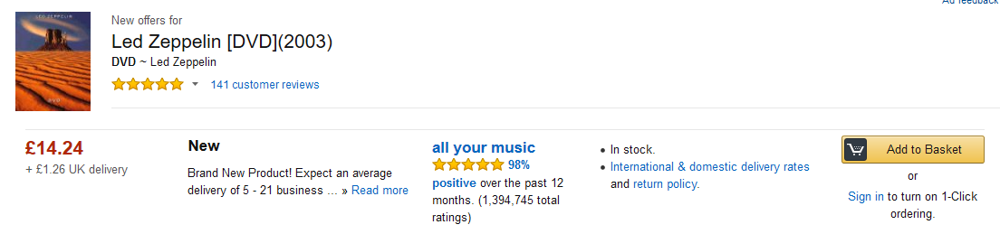 Ad feedback
LED ZEPPELIN
DVD
New offers for
Led Zeppelin [DVD](2003)
DVD ~ Led Zeppelin
141 customer reviews
£14.24
+ £1.26 UK delivery
New
Brand New Product! Expect an average
delivery of 5 - 21 business ... » Read more
all your music
98%
positive over the past 12
months. (1,394,745 total
ratings)
• In stock.
• International & domestic delivery rates
and return policy.
Add to Basket
or
Sign in to turn on 1-Click
ordering.